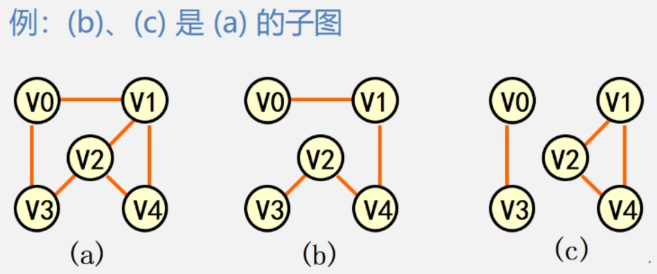 例：(b)、(c) 是 (a) 的子图
V0 V1 V0 V1 V0 V1
V2 V2 V2
V3 V4 V3 V4 V3 V4
(a) (b) (c)